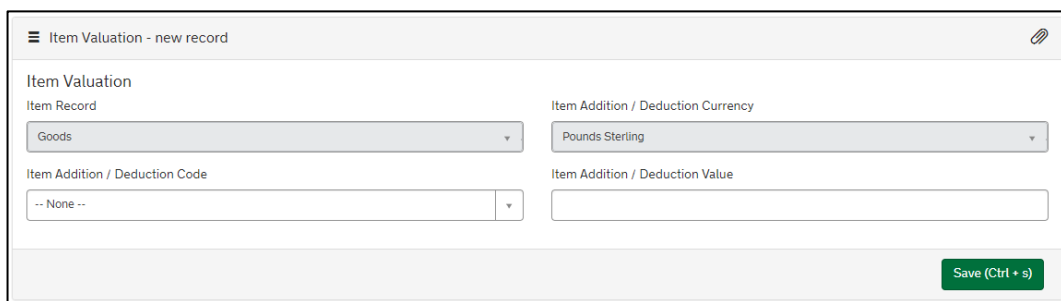 Item Valuation - new record
Item Valuation
Item Record
Item Addition / Deduction Currency
Goods
Pounds Sterling
Item Addition / Deduction Code
Item Addition / Deduction Value
-- None --
Save (Ctrl + s)